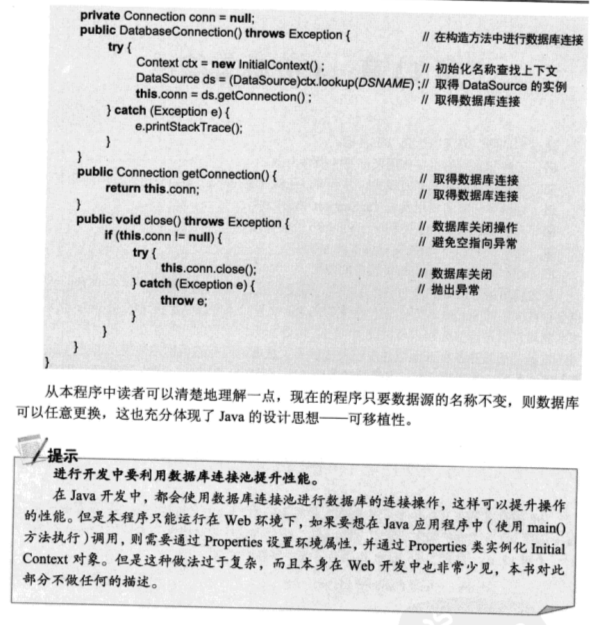 private Connection conn = null;
public DatabaseConnection() throws Exception { // 在构造方法中进行数据库连接
try {
Context ctx = new InitialContext() ; // 初始化名称查找上下文
DataSource ds = (DataSource)ctx.lookup(DSNAME) ;// 取得 DataSource 的实例
this.conn = ds.getConnection() ; // 取得数据库连接
} catch (Exception e) {
e.printStackTrace();
}
}
public Connection getConnection() { // 取得数据库连接
return this.conn; // 取得数据库连接
}
public void close() throws Exception { // 数据库关闭操作
if (this.conn != null) { // 避免空指向异常
try {
this.conn.close(); // 数据库关闭
} catch (Exception e) { // 抛出异常
throw e;
}
}
}
}
从本程序中读者可以清楚地理解一点，现在的程序只要数据源的名称不变，则数据库
可以任意更换，这也充分体现了 Java 的设计思想——可移植性。
提示
进行开发中要利用数据库连接池提升性能。
在 Java 开发中，都会使用数据库连接池进行数据库的连接操作，这样可以提升操作
的性能。但是本程序只能运行在 Web 环境下，如果要想在 Java 应用程序中（使用 main()
方法执行）调用，则需要通过 Properties 设置环境属性，并通过 Properties 类实例化 Initial
Context 对象。但是这种做法过于复杂，而且本身在 Web 开发中也非常少见，本书对此
部分不做任何的描述。